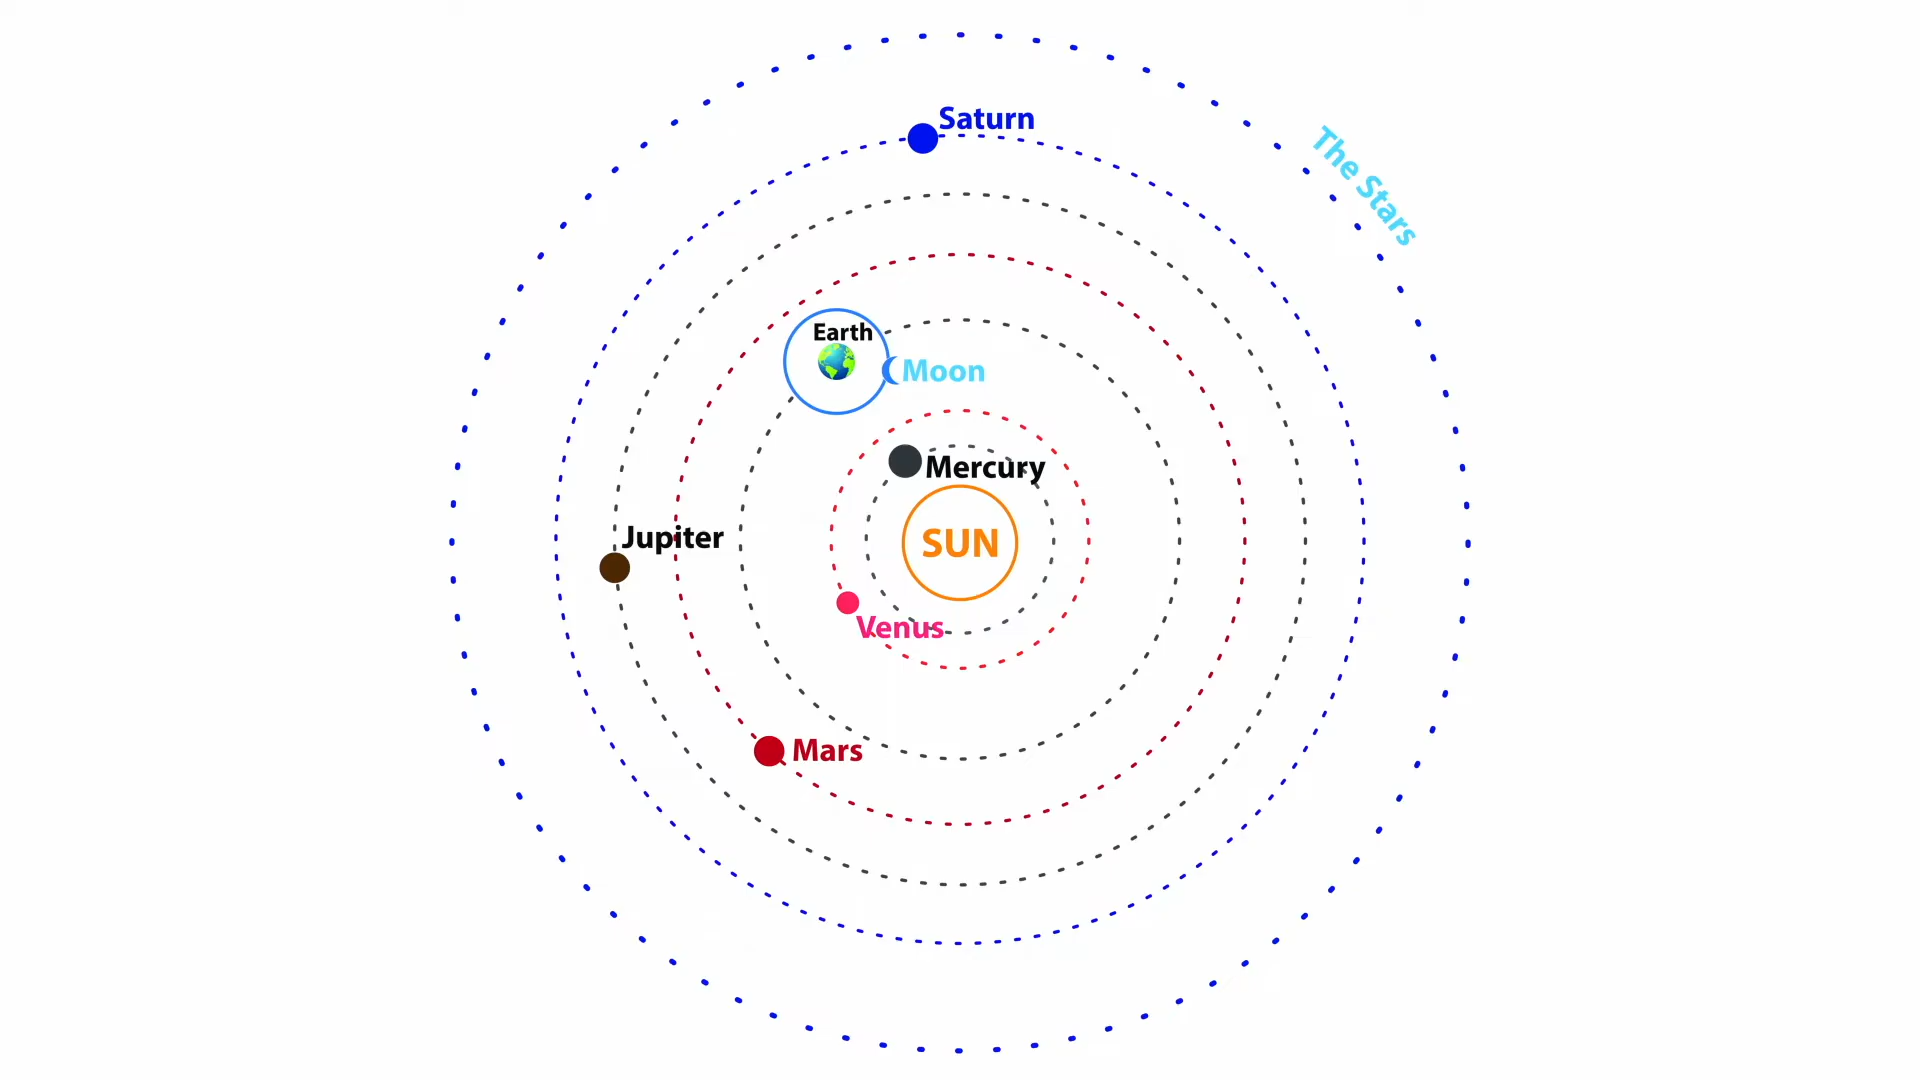 Saturn
The Stars
Earth
Moon
Mercury
SUN
Jupiter
Venus
Mars